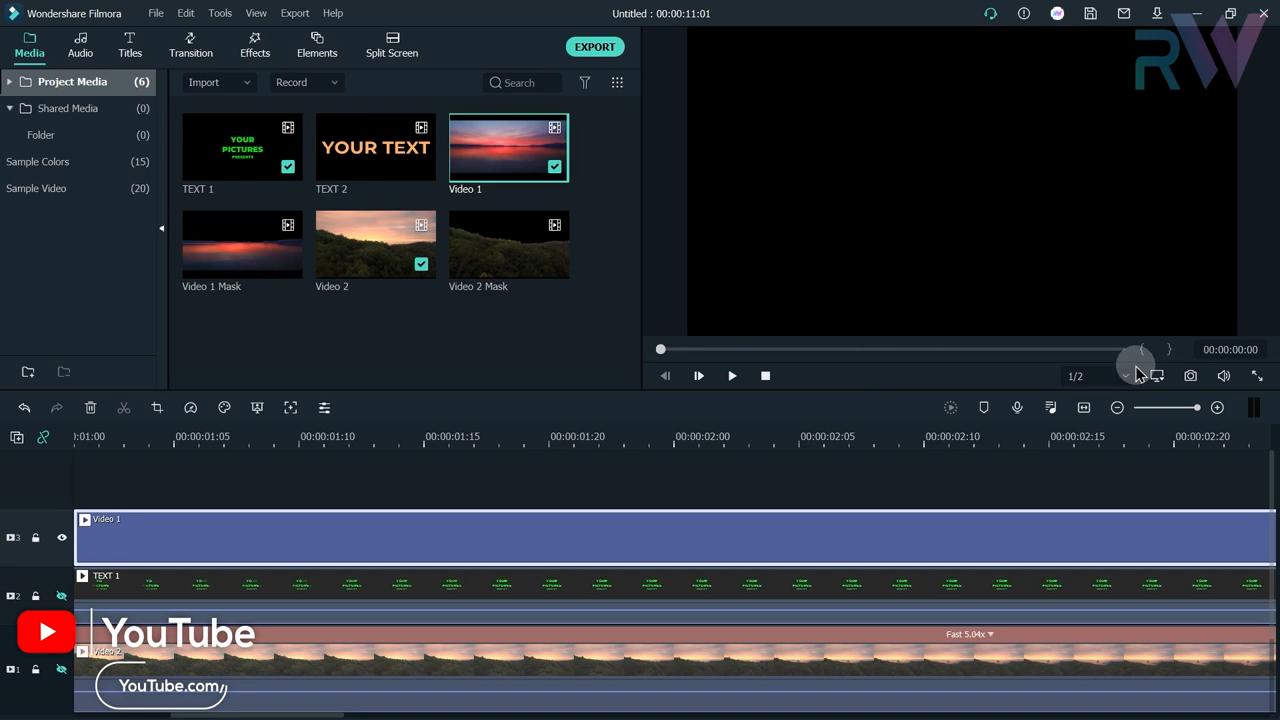 Wondershare Filmora File Edit Tools View Export Help Untitled : 00:00:11:01
Media Audio Titles Transition Effects Elements Split Screen EXPORT
RW
Project Media (6)
Shared Media (0)
Folder (0)
Sample Colors (15)
Sample Video (20)
Import Record Search
YOUR
PICTURES
PRESENTS
YOUR TEXT
TEXT 1 TEXT 2 Video 1
Video 1 Mask Video 2 Video 2 Mask
{ } 00:00:00:00
1/2
0:01:00 00:00:01:05 00:00:01:10 00:00:01:15 00:00:01:20 00:00:02:00 00:00:02:05 00:00:02:10 00:00:02:15 00:00:02:20
3 Video 1
TEXT 1
2
YouTube
Fast 5.04x
Video 2
1
YouTube.com/